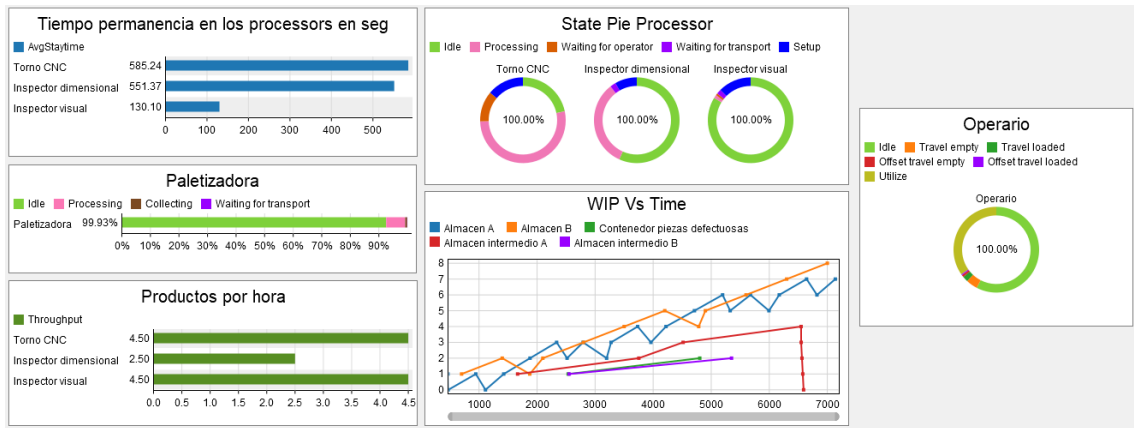 Tiempo permanencia en los processors en seg
AvgStaytime
Torno CNC 585.24
Inspector dimensional 551.37
Inspector visual 130.10
0 100 200 300 400 500
Paletizadora
Idle Processing Collecting Waiting for transport
Paletizadora 99.93%
0% 10% 20% 30% 40% 50% 60% 70% 80% 90%
Productos por hora
Throughput
Torno CNC 4.50
Inspector dimensional 2.50
Inspector visual 4.50
0.0 0.5 1.0 1.5 2.0 2.5 3.0 3.5 4.0 4.5
State Pie Processor
Idle Processing Waiting for operator Waiting for transport Setup
Torno CNC Inspector dimensional Inspector visual
100.00% 100.00% 100.00%
WIP Vs Time
Almacen A Almacen B Contenedor piezas defectuosas
Almacen intermedio A Almacen intermedio B
8
7
6
5
4
3
2
1
0
1000 2000 3000 4000 5000 6000 7000
Operario
Idle Travel empty Travel loaded
Offset travel empty Offset travel loaded
Utilize
Operario
100.00%